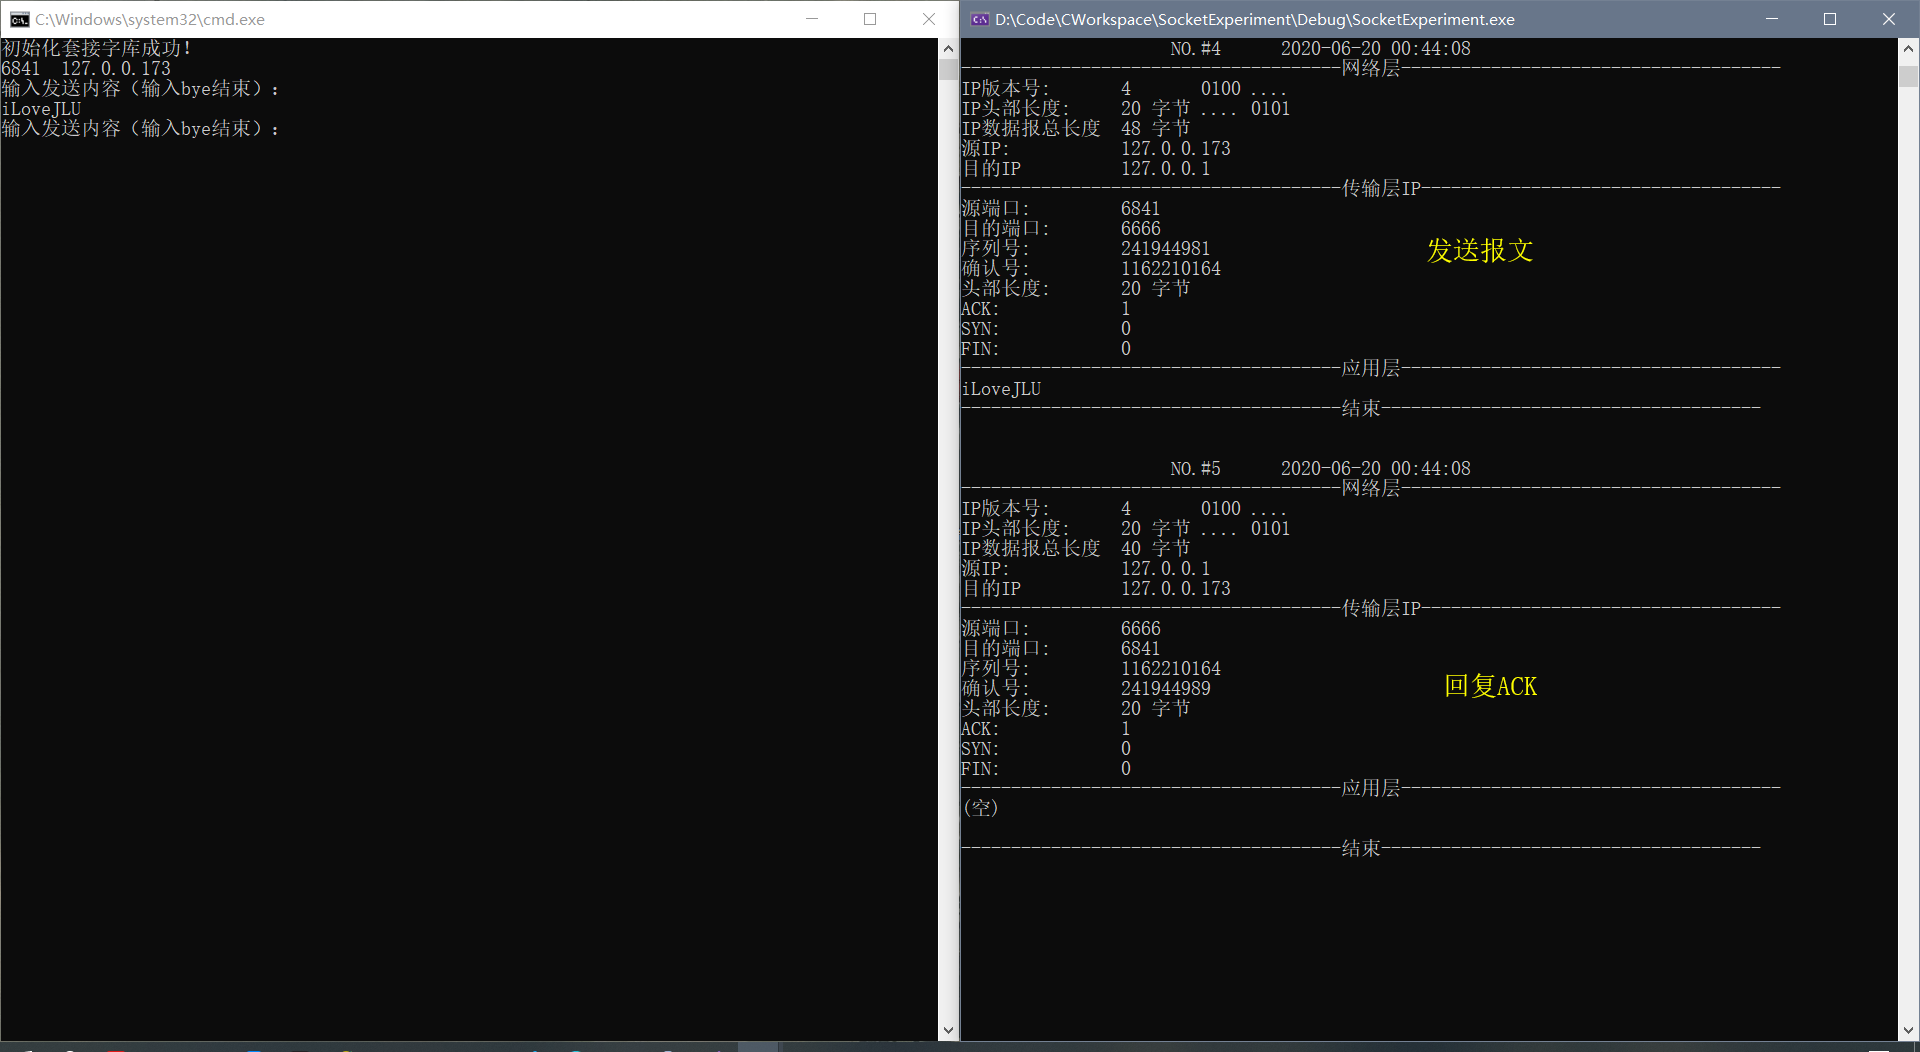 C:\Windows\system32\cmd.exe
初始化套接字库成功!
6841  127.0.0.173
输入发送内容（输入bye结束）:
iLoveJLU
输入发送内容（输入bye结束）:
D:\Code\CWorkspace\SocketExperiment\Debug\SocketExperiment.exe
NO.#4      2020-06-20 00:44:08
--------------------------------------网络层--------------------------------------
IP版本号:       4       0100 ....
IP头部长度:     20 字节 .... 0101
IP数据报总长度  48 字节
源IP:           127.0.0.173
目的IP          127.0.0.1
--------------------------------------传输层IP------------------------------------
源端口:         6841
目的端口:       6666
序列号:         241944981
确认号:         1162210164
头部长度:       20 字节
ACK:            1
SYN:            0
FIN:            0
发送报文
--------------------------------------应用层--------------------------------------
iLoveJLU
--------------------------------------结束--------------------------------------
NO.#5      2020-06-20 00:44:08
--------------------------------------网络层--------------------------------------
IP版本号:       4       0100 ....
IP头部长度:     20 字节 .... 0101
IP数据报总长度  40 字节
源IP:           127.0.0.1
目的IP          127.0.0.173
--------------------------------------传输层IP------------------------------------
源端口:         6666
目的端口:       6841
序列号:         1162210164
确认号:         241944989
头部长度:       20 字节
ACK:            1
SYN:            0
FIN:            0
回复ACK
--------------------------------------应用层--------------------------------------
(空)
--------------------------------------结束--------------------------------------